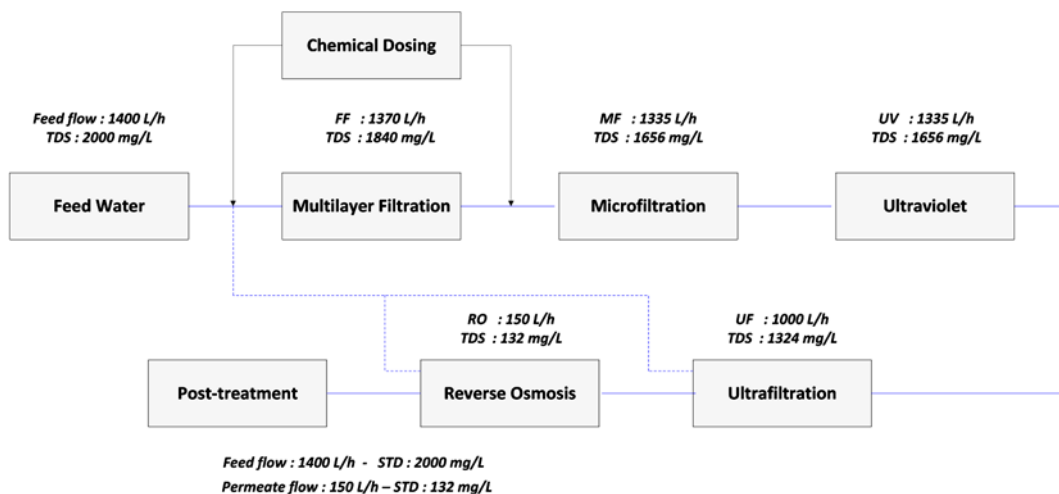 Chemical Dosing
Feed flow : 1400 L/h
TDS : 2000 mg/L
FF : 1370 L/h
TDS : 1840 mg/L
MF : 1335 L/h
TDS : 1656 mg/L
UV : 1335 L/h
TDS : 1656 mg/L
Feed Water
Multilayer Filtration
Microfiltration
Ultraviolet
RO : 150 L/h
TDS : 132 mg/L
UF : 1000 L/h
TDS : 1324 mg/L
Post-treatment
Reverse Osmosis
Ultrafiltration
Feed flow : 1400 L/h - STD : 2000 mg/L
Permeate flow : 150 L/h – STD : 132 mg/L